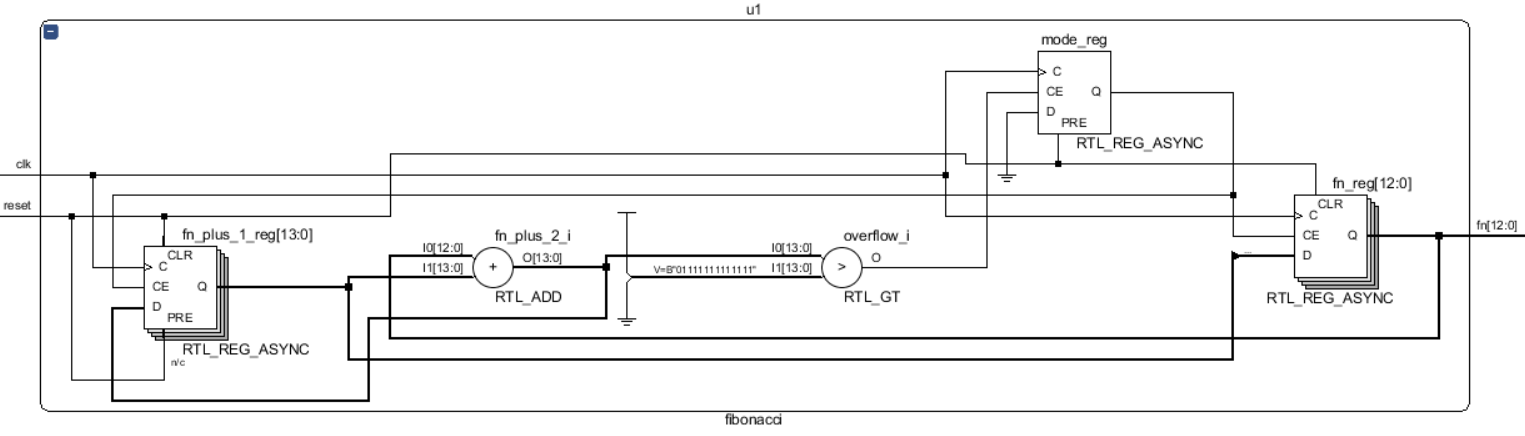 u1
mode_reg
C
CE
Q
D
PRE
RTL_REG_ASYNC
clk
reset
fn_reg[12:0]
CLR
C
CE
Q
D
RTL_REG_ASYNC
fn[12:0]
fn_plus_1_reg[13:0]
CLR
C
CE
Q
D
PRE
RTL_REG_ASYNC
n/c
fn_plus_2_i
I0[12:0]
I1[13:0]
+
O[13:0]
RTL_ADD
V=B"01111111111111"
overflow_i
I0[13:0]
I1[13:0]
>
O
RTL_GT
fibonacci